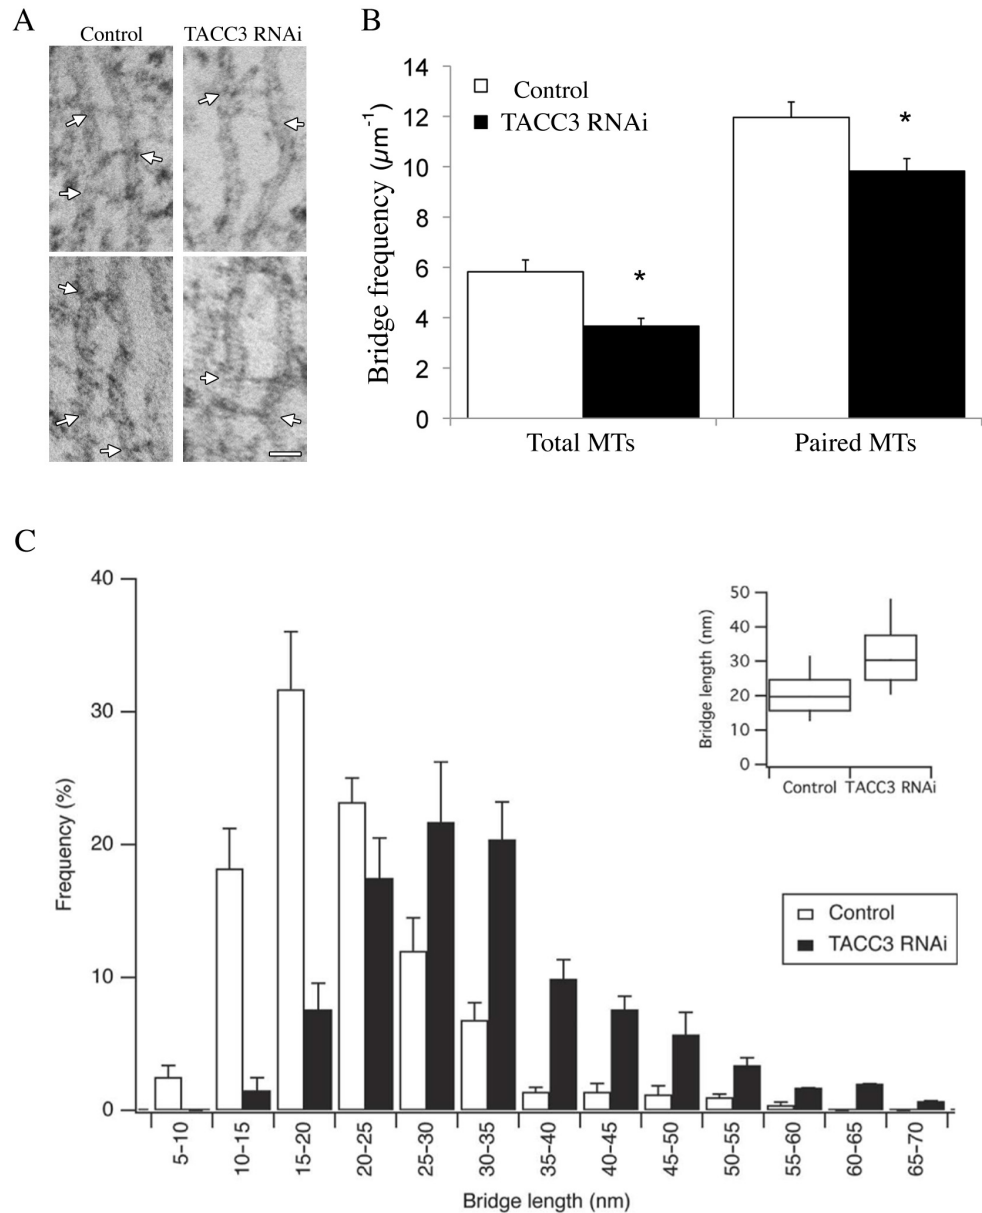 A
Control
TACC3 RNAi
B
14
12
10
8
6
4
2
0
Bridge frequency (µm⁻¹)
Control
TACC3 RNAi
*
*
Total MTs
Paired MTs
C
40
30
20
10
0
Frequency (%)
50
40
30
20
10
0
Bridge length (nm)
Control TACC3 RNAi
Control
TACC3 RNAi
5-10
10-15
15-20
20-25
25-30
30-35
35-40
40-45
45-50
50-55
55-60
60-65
65-70
Bridge length (nm)